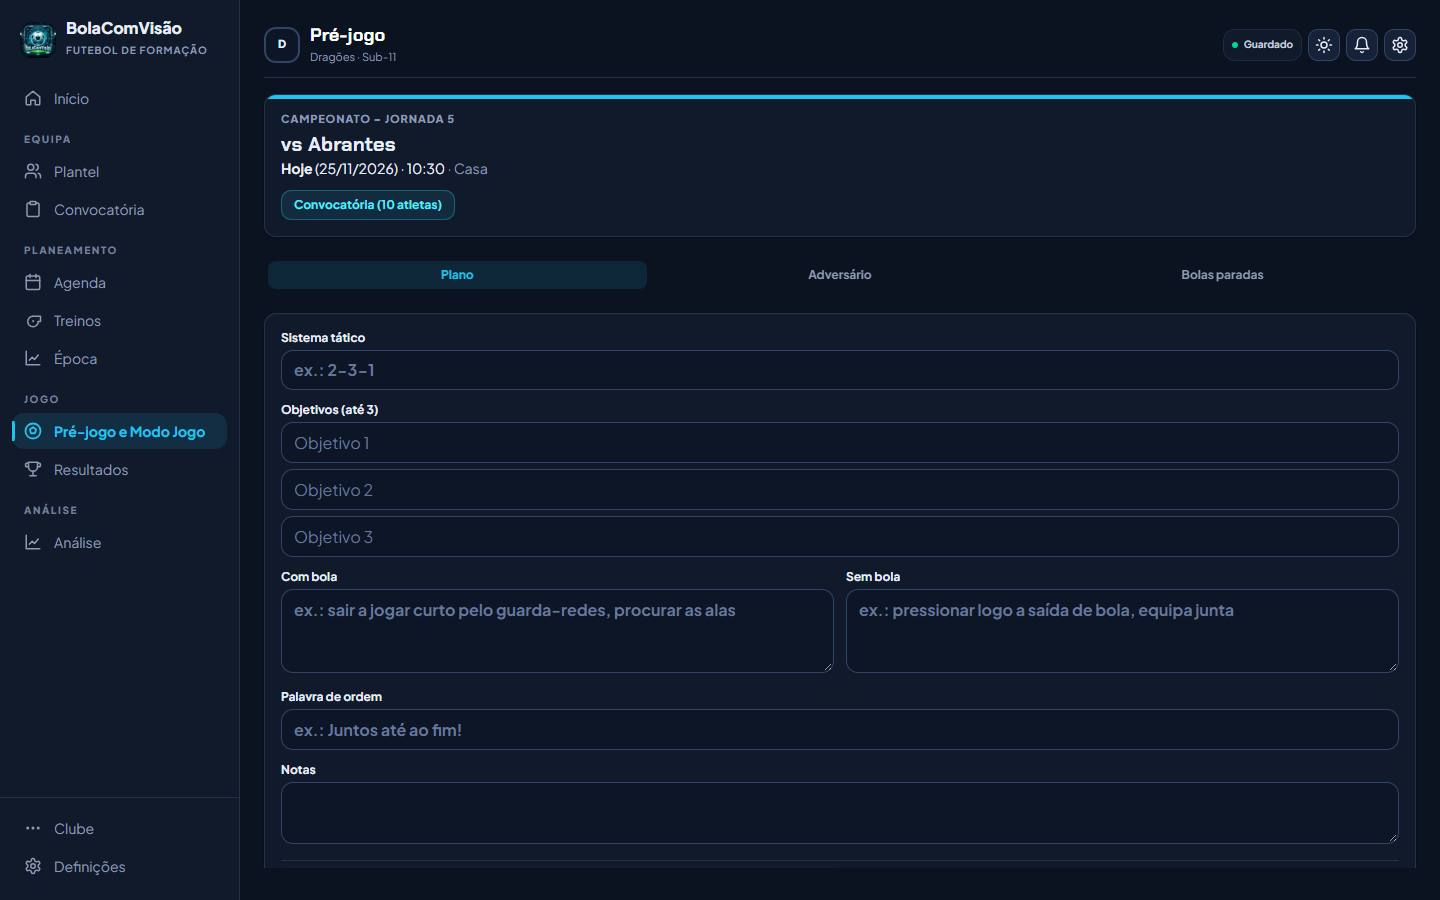 BolaComVisão
FUTEBOL DE FORMAÇÃO
Início
EQUIPA
Plantel
Convocatória
PLANEAMENTO
Agenda
Treinos
Época
JOGO
Pré-jogo e Modo Jogo
Resultados
ANÁLISE
Análise
Clube
Definições
D
Pré-jogo
Dragões · Sub-11
Guardado
CAMPEONATO – JORNADA 5
vs Abrantes
Hoje (25/11/2026) · 10:30 · Casa
Convocatória (10 atletas)
Plano
Adversário
Bolas paradas
Sistema tático
ex.: 2-3-1
Objetivos (até 3)
Objetivo 1
Objetivo 2
Objetivo 3
Com bola
ex.: sair a jogar curto pelo guarda-redes, procurar as alas
Sem bola
ex.: pressionar logo a saída de bola, equipa junta
Palavra de ordem
ex.: Juntos até ao fim!
Notas